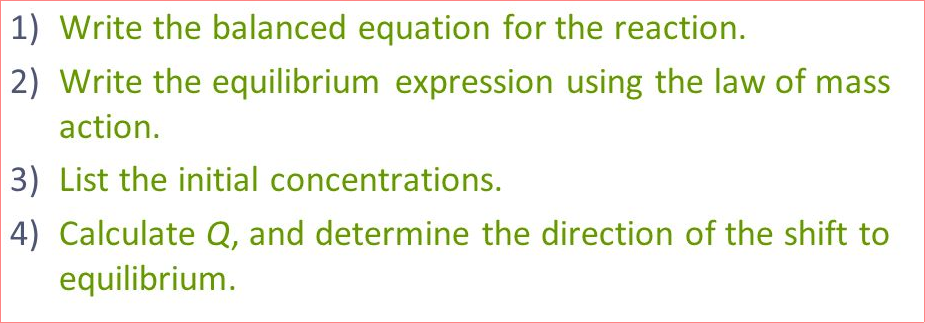 1) Write the balanced equation for the reaction.
2) Write the equilibrium expression using the law of mass
action.
3) List the initial concentrations.
4) Calculate Q, and determine the direction of the shift to
equilibrium.